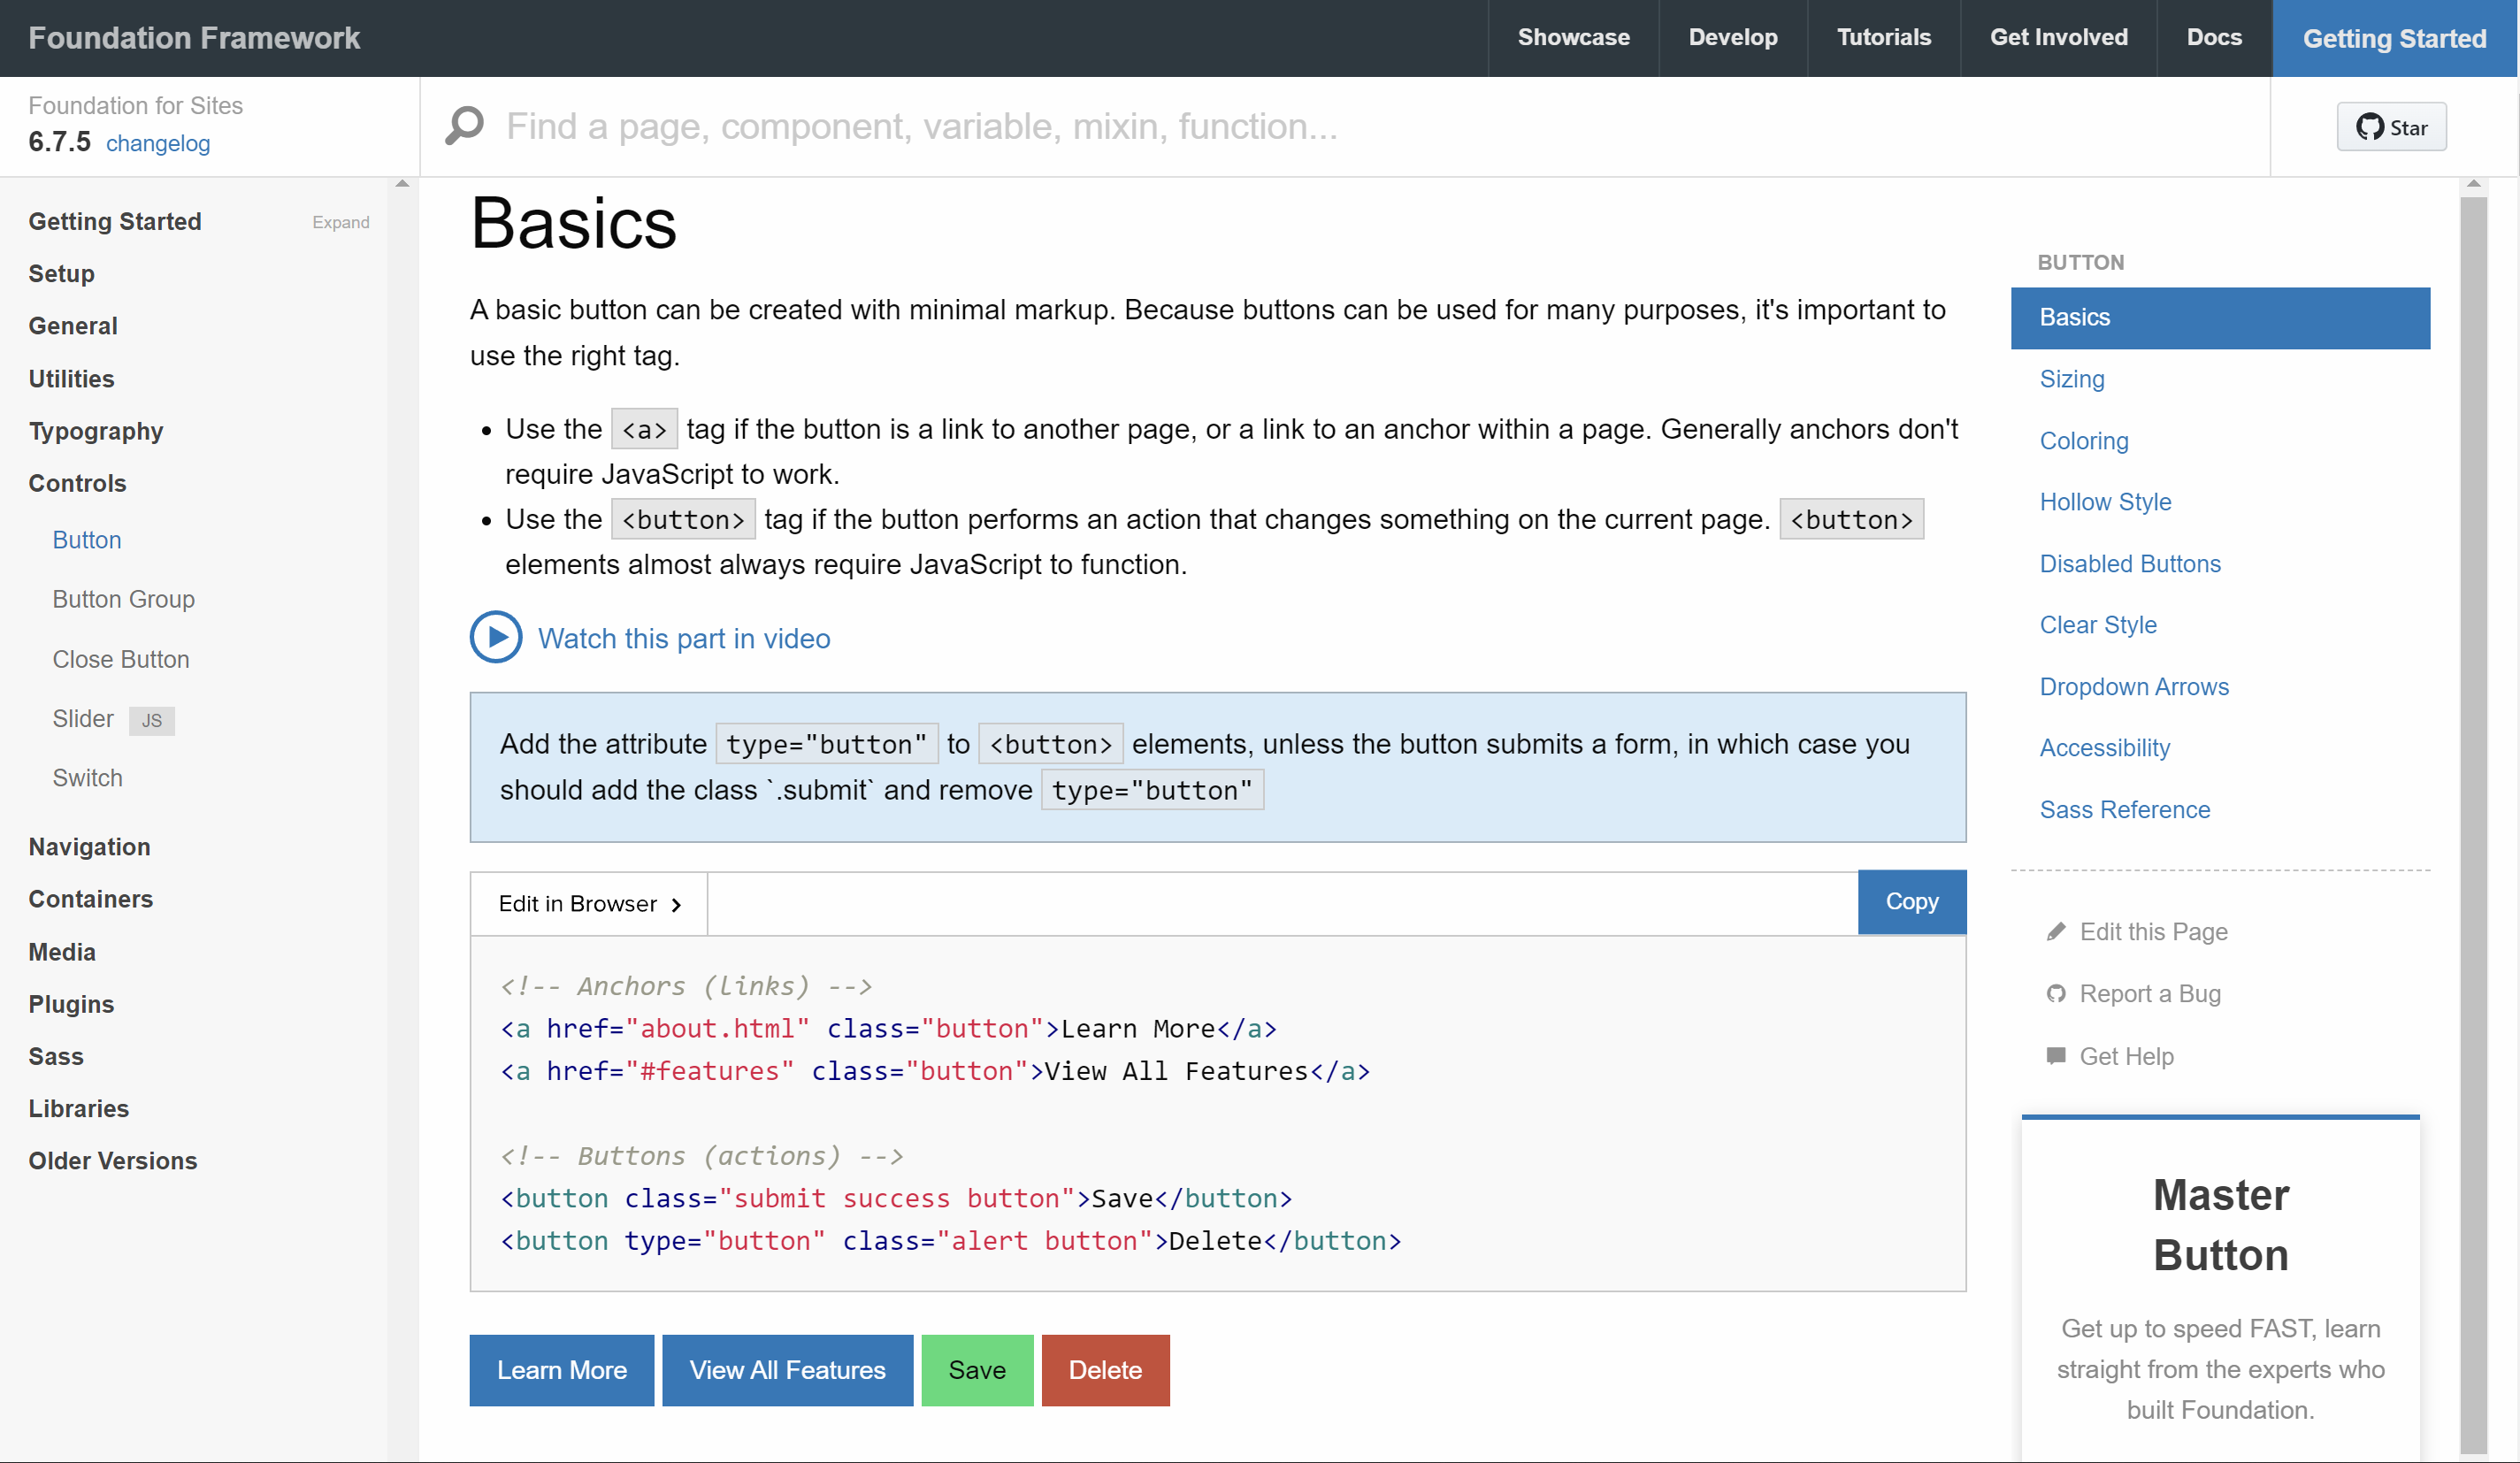 Foundation Framework
Showcase
Develop
Tutorials
Get Involved
Docs
Getting Started
Foundation for Sites
6.7.5 changelog
Find a page, component, variable, mixin, function...
Star
Getting Started
Expand
Setup
General
Utilities
Typography
Controls
Button
Button Group
Close Button
Slider JS
Switch
Navigation
Containers
Media
Plugins
Sass
Libraries
Older Versions
Basics
A basic button can be created with minimal markup. Because buttons can be used for many purposes, it's important to
use the right tag.
• Use the <a> tag if the button is a link to another page, or a link to an anchor within a page. Generally anchors don't
require JavaScript to work.
• Use the <button> tag if the button performs an action that changes something on the current page. <button>
elements almost always require JavaScript to function.
Watch this part in video
Add the attribute type="button" to <button> elements, unless the button submits a form, in which case you
should add the class `.submit` and remove type="button"
Edit in Browser
Copy
<!-- Anchors (links) -->
<a href="about.html" class="button">Learn More</a>
<a href="#features" class="button">View All Features</a>
<!-- Buttons (actions) -->
<button class="submit success button">Save</button>
<button type="button" class="alert button">Delete</button>
Learn More
View All Features
Save
Delete
BUTTON
Basics
Sizing
Coloring
Hollow Style
Disabled Buttons
Clear Style
Dropdown Arrows
Accessibility
Sass Reference
Edit this Page
Report a Bug
Get Help
Master
Button
Get up to speed FAST, learn
straight from the experts who
built Foundation.